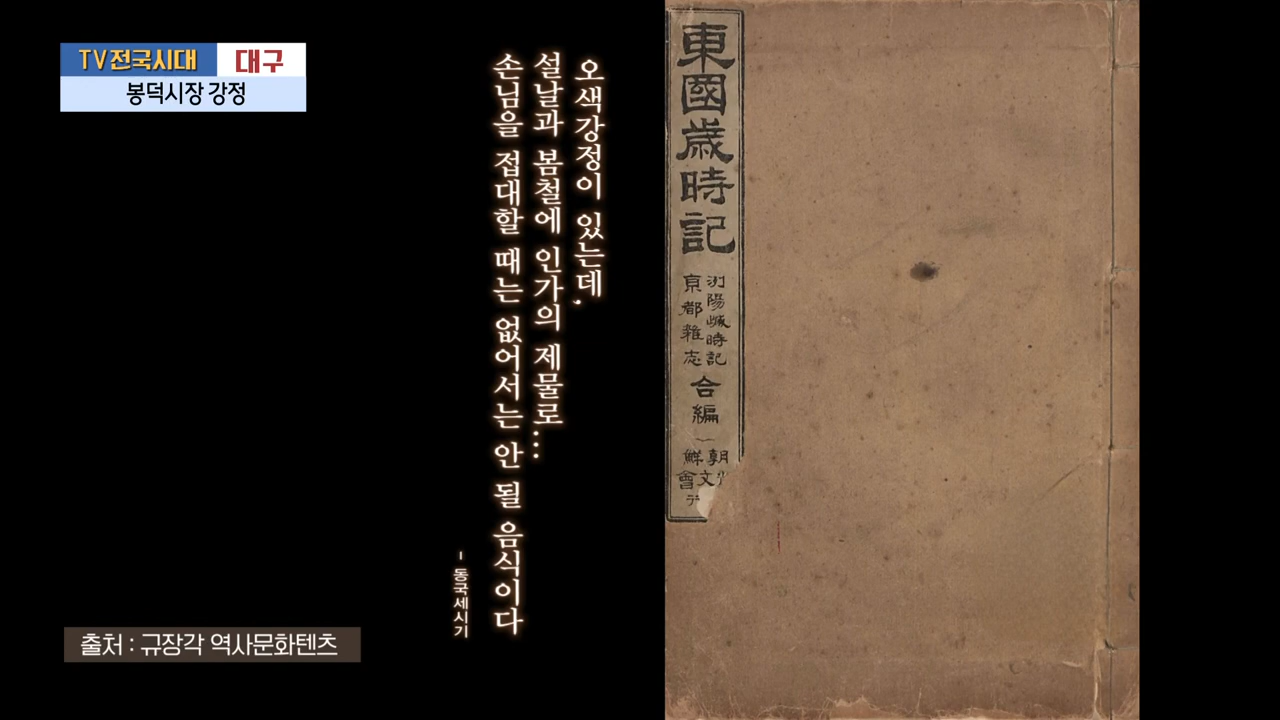 TV전국시대 대구
봉덕시장 강정
오색강정이 있는데,
설날과 봄철에 인가의 제물로...
손님을 접대할 때는 없어서는 안 될 음식이다
- 동국세시기
東國歲時記
洌陽歲時記
京都雜志
合編
朝
鮮
文
會
출처 : 규장각 역사문화텐츠